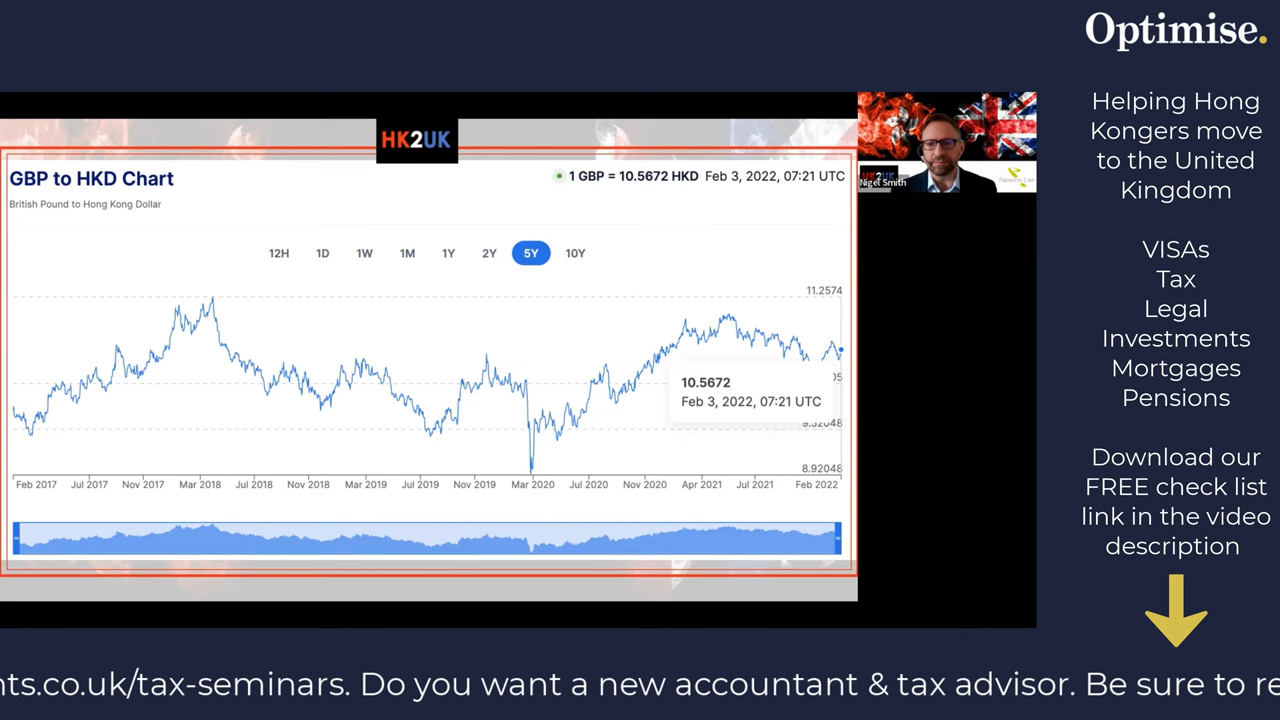 Optimise.
Helping Hong
Kongers move
to the United
Kingdom
VISAs
Tax
Legal
Investments
Mortgages
Pensions
Download our
FREE check list
link in the video
description
HK2UK
GBP to HKD Chart
1 GBP = 10.5672 HKD Feb 3, 2022, 07:21 UTC
British Pound to Hong Kong Dollar
12H 1D 1W 1M 1Y 2Y 5Y 10Y
11.2574
10.5672
Feb 3, 2022, 07:21 UTC
8.92048
Feb 2017 Jul 2017 Nov 2017 Mar 2018 Jul 2018 Nov 2018 Mar 2019 Jul 2019 Nov 2019 Mar 2020 Jul 2020 Nov 2020 Apr 2021 Jul 2021 Feb 2022
HK2UK
Nigel Smith
nts.co.uk/tax-seminars. Do you want a new accountant & tax advisor. Be sure to re